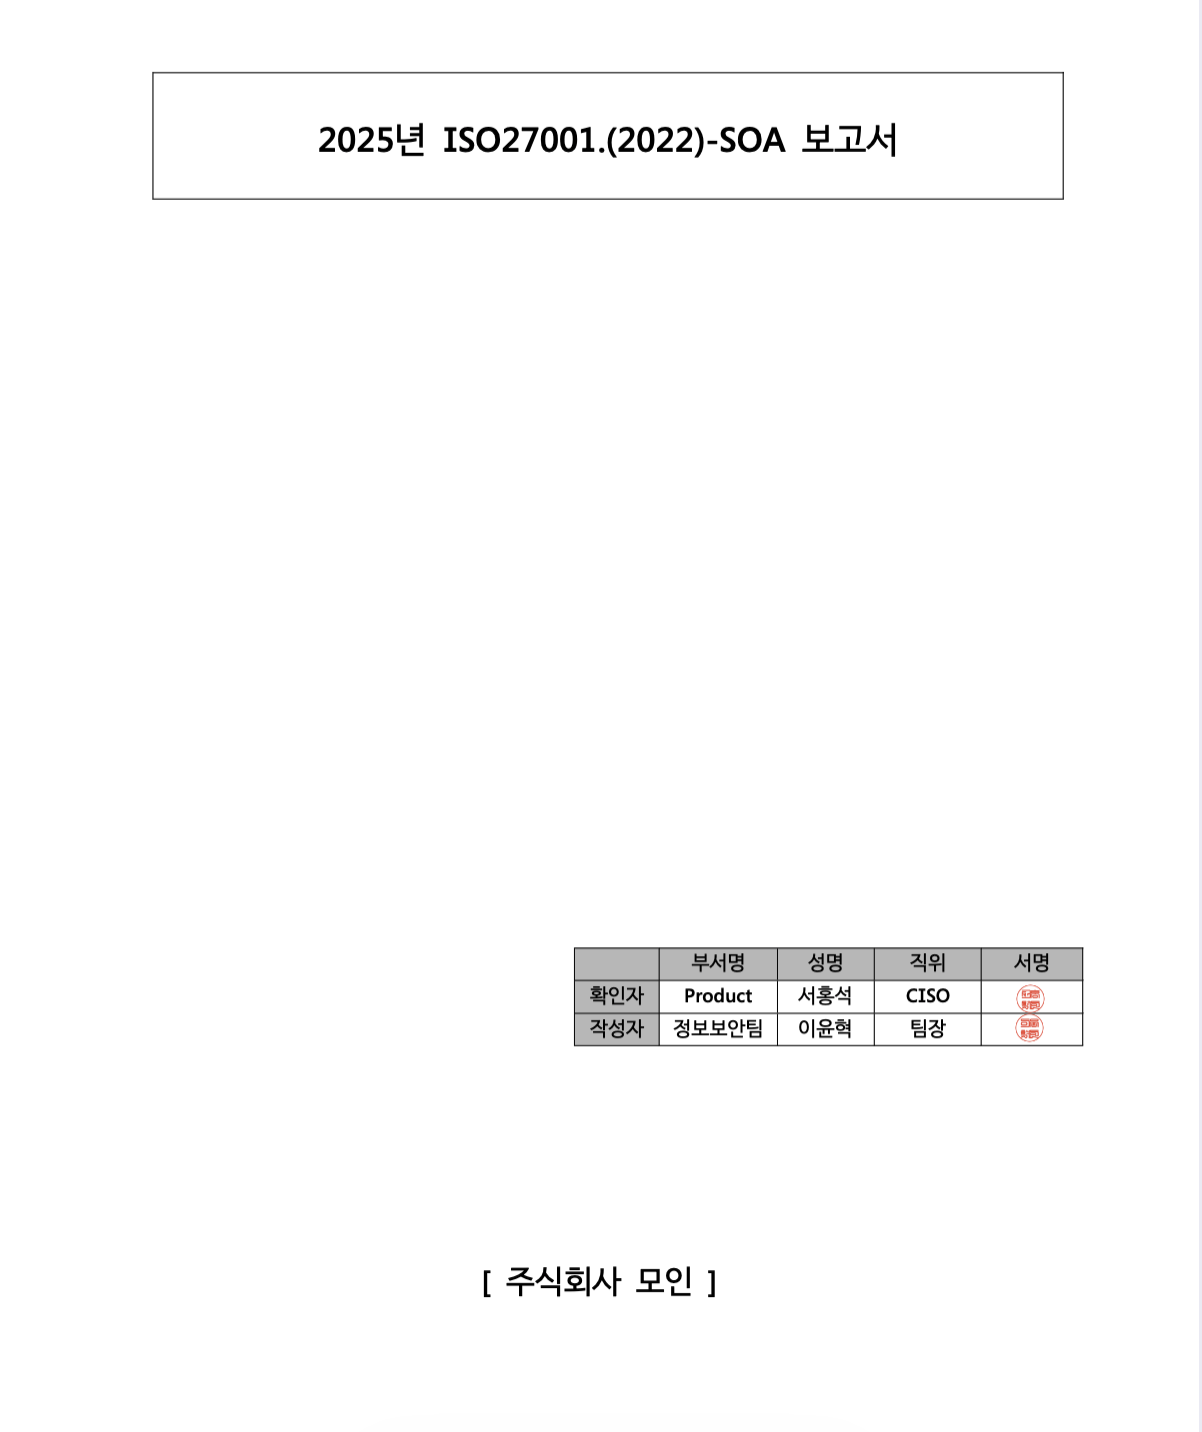 2025년 ISO27001.(2022)-SOA 보고서
부서명 성명 직위 서명
확인자 Product 서홍석 CISO
작성자 정보보안팀 이윤혁 팀장
[ 주식회사 모인 ]